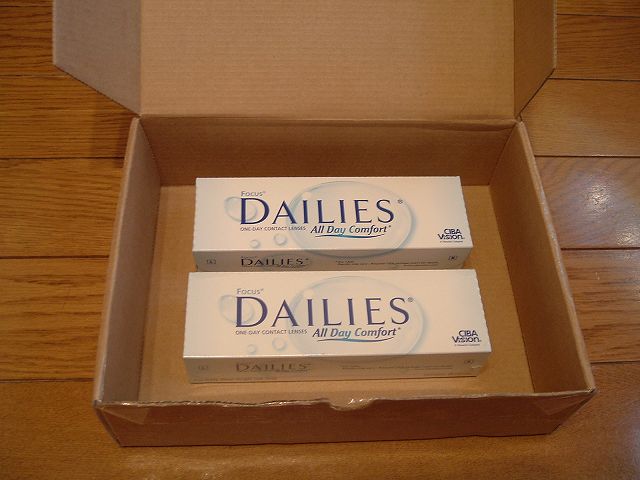 Focus®
DAILIES®
ONE-DAY CONTACT LENSES
All Day Comfort*
CIBA
Vision
DAILIES
Focus®
DAILIES®
ONE-DAY CONTACT LENSES
All Day Comfort*
CIBA
Vision
DAILIES